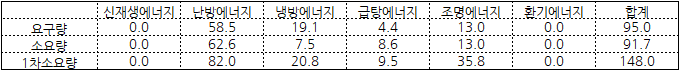 신재생에너지 난방에너지 냉방에너지 급탕에너지 조명에너지 환기에너지 합계
요구량 0.0 58.5 19.1 4.4 13.0 0.0 95.0
소요량 0.0 62.6 7.5 8.6 13.0 0.0 91.7
1차소요량 0.0 82.0 20.8 9.5 35.8 0.0 148.0